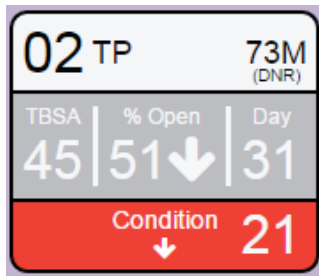 02 TP 73M
(DNR)
TBSA % Open Day
45 51 31
Condition 21